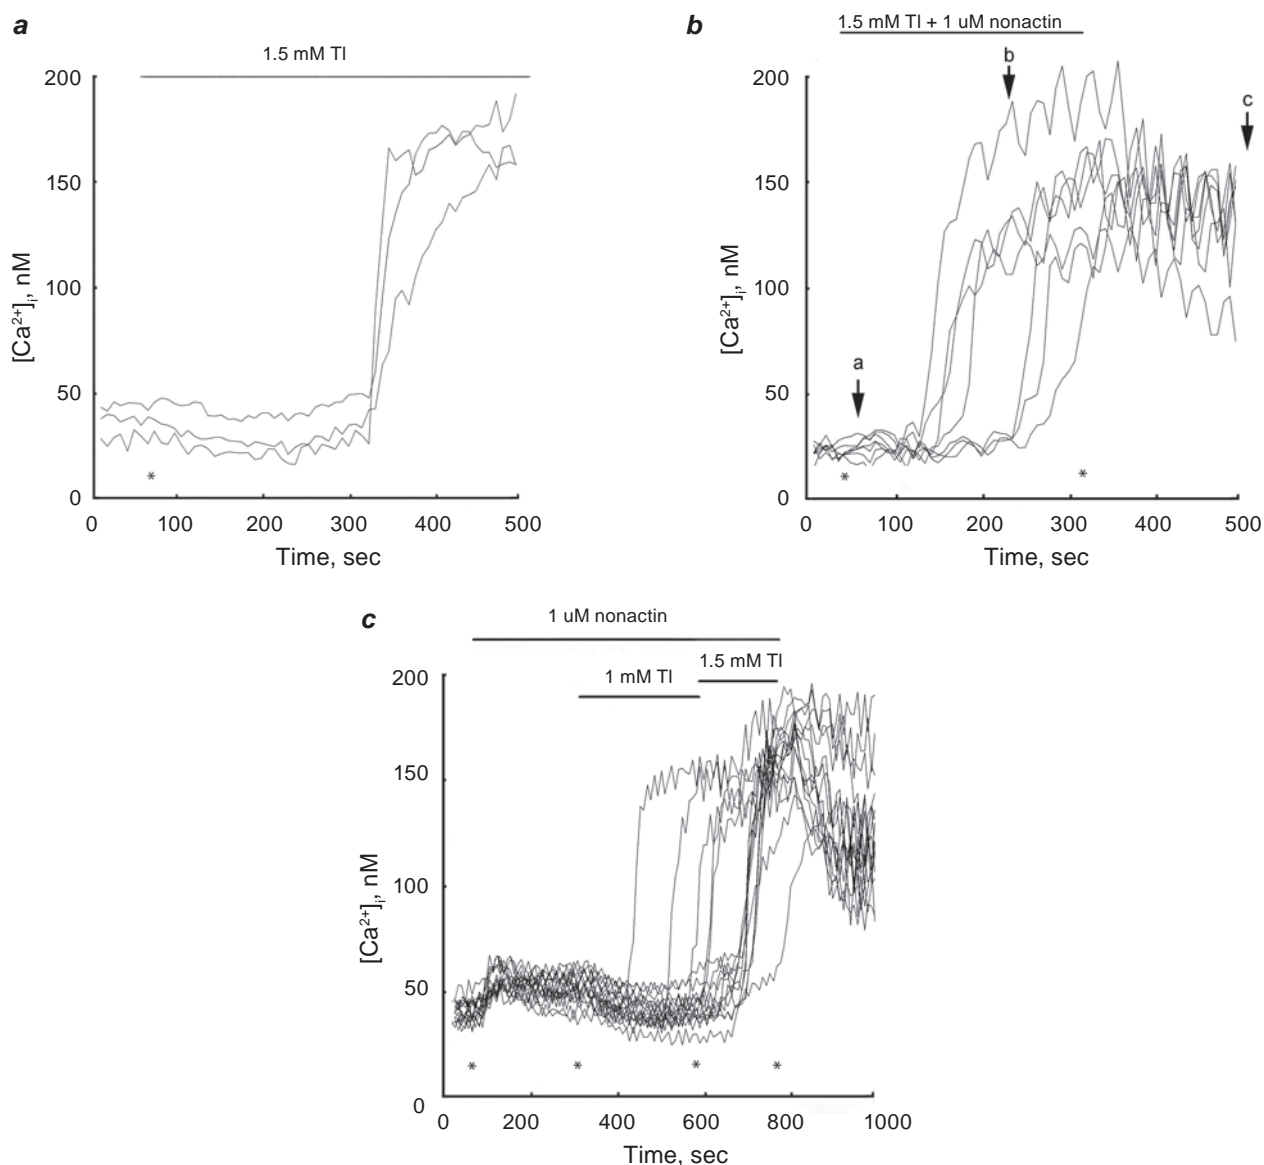 a
1.5 mM Tl
200
150
100
50
0
[Ca²⁺]ᵢ, nM
*
0 100 200 300 400 500
Time, sec
b
1.5 mM Tl + 1 uM nonactin
200
150
100
50
0
[Ca²⁺]ᵢ, nM
a
b
c
* *
0 100 200 300 400 500
Time, sec
c
1 uM nonactin
1 mM Tl
1.5 mM Tl
200
150
100
50
0
[Ca²⁺]ᵢ, nM
* * * *
0 200 400 600 800 1000
Time, sec